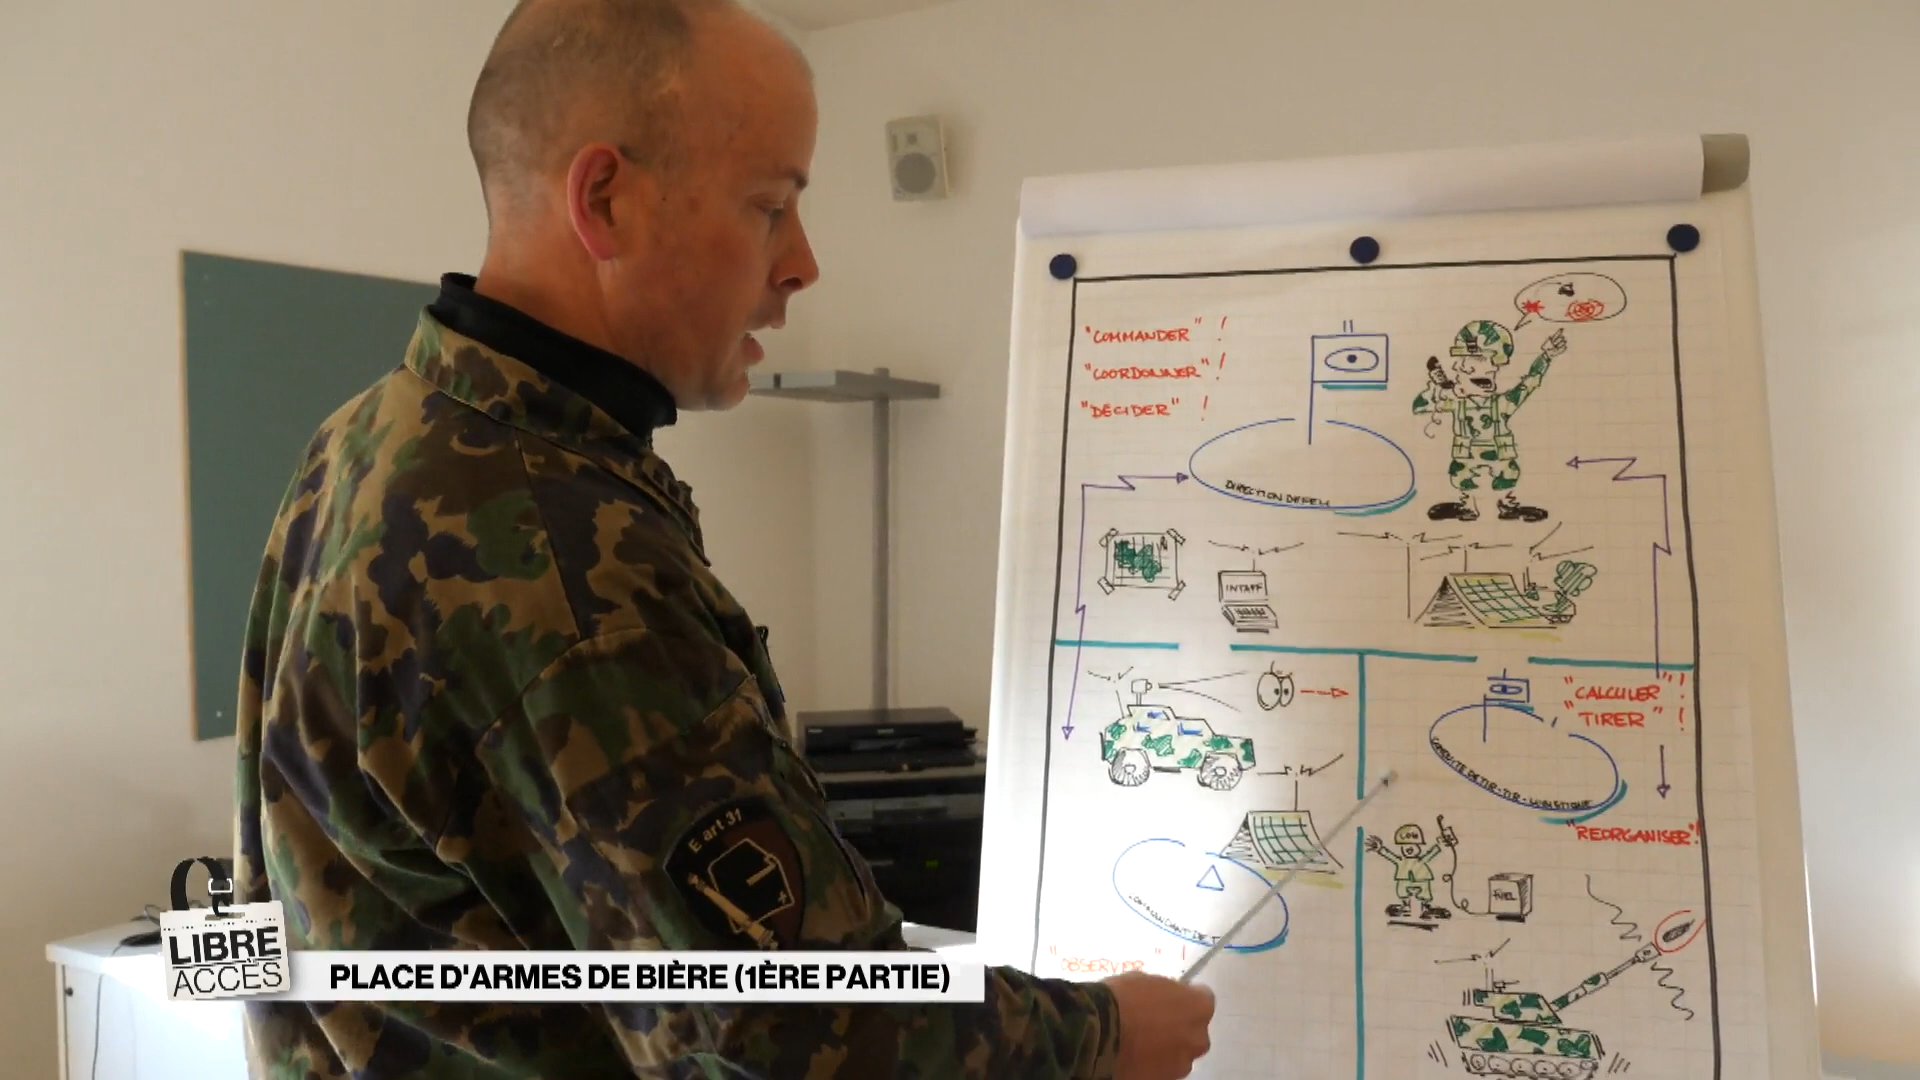 "COMMANDER" !
"COORDONNER" !
"DÉCIDER" !
DIRECTION DE FEU
INTAFF
"CALCULER" !
"TIRER" !
"REORGANISER" !
LOG
FUEL
"OBSERVER" !
E art 31
LIBRE
ACCÈS
PLACE D'ARMES DE BIÈRE (1ÈRE PARTIE)